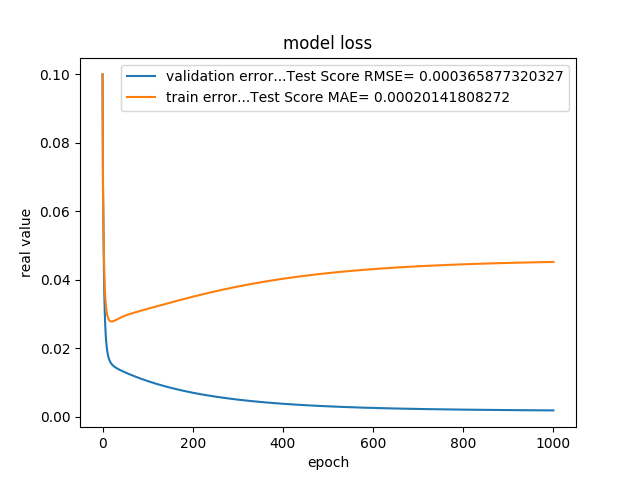 model loss
validation error...Test Score RMSE= 0.000365877320327
train error...Test Score MAE= 0.00020141808272
0.10
0.08
0.06
0.04
0.02
0.00
real value
0 200 400 600 800 1000
epoch